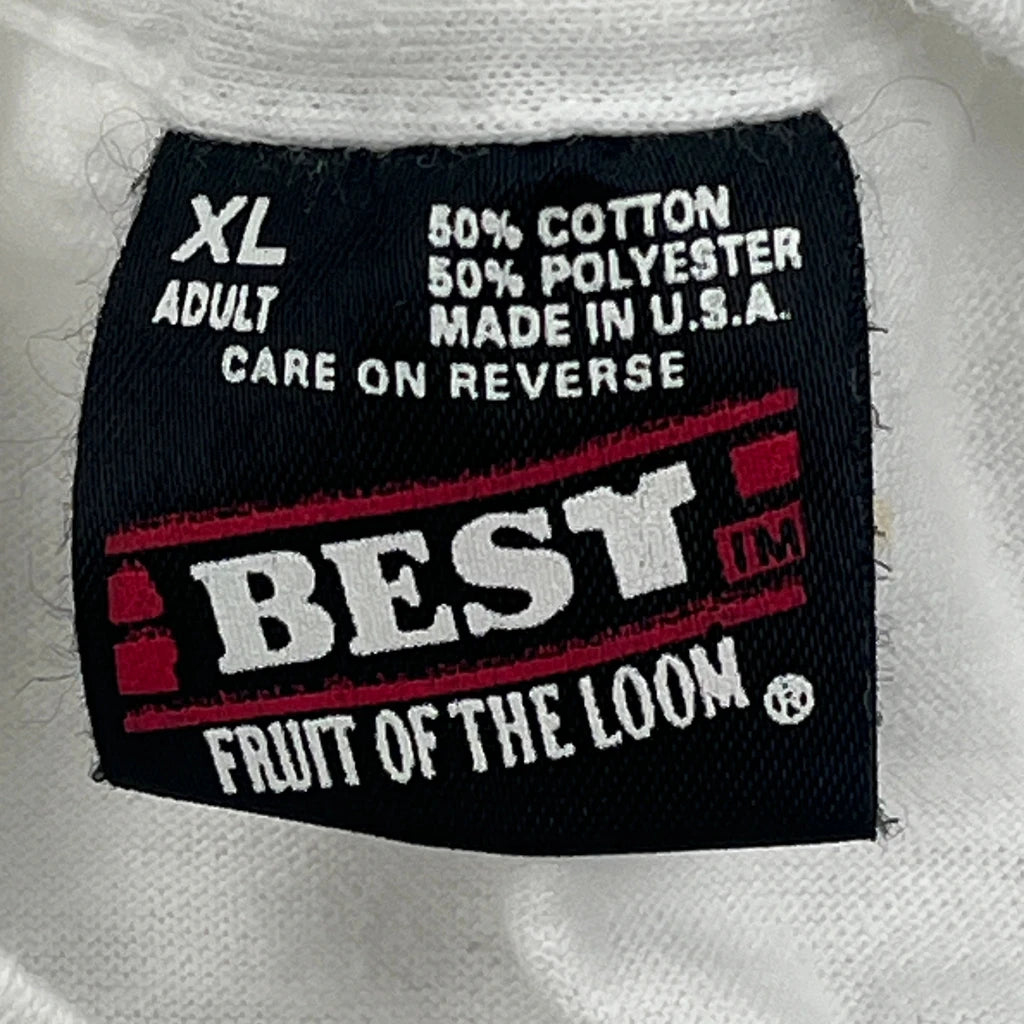 XL
ADULT
50% COTTON
50% POLYESTER
MADE IN U.S.A.
CARE ON REVERSE
BEST
TM
FRUIT OF THE LOOM ®